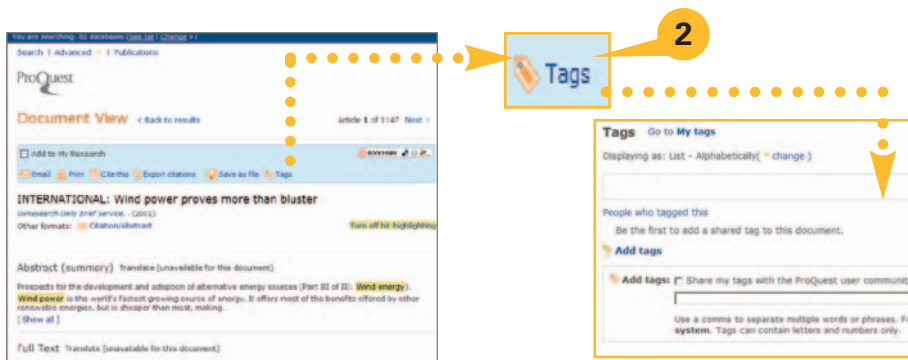 You are searching: 82 databases (See list | Change >)
Search | Advanced | Publications
ProQuest
Document View < Back to results Article 1 of 1147 Next >
Add to My Research BOOKMARK
Email Print Cite this Export citations Save as file Tags
INTERNATIONAL: Wind power proves more than bluster
Oxresearch Daily Brief Service. - (2001).
Other formats: Citation/abstract Turn off hit highlighting
Abstract (summary) Translate [unavailable for this document]
Prospects for the development and adoption of alternative energy sources (Part III of III: Wind energy).
Wind power is the world's fastest growing source of energy. It offers most of the benefits offered by other
renewable energies, but is cheaper than most, making.
[ Show all ]
Full Text Translate [unavailable for this document]
Tags
2
Tags Go to My tags
Displaying as: List - Alphabetically( change )
People who tagged this
Be the first to add a shared tag to this document.
Add tags
Add tags: Share my tags with the ProQuest user communit
Use a comma to separate multiple words or phrases. F
system. Tags can contain letters and numbers only.